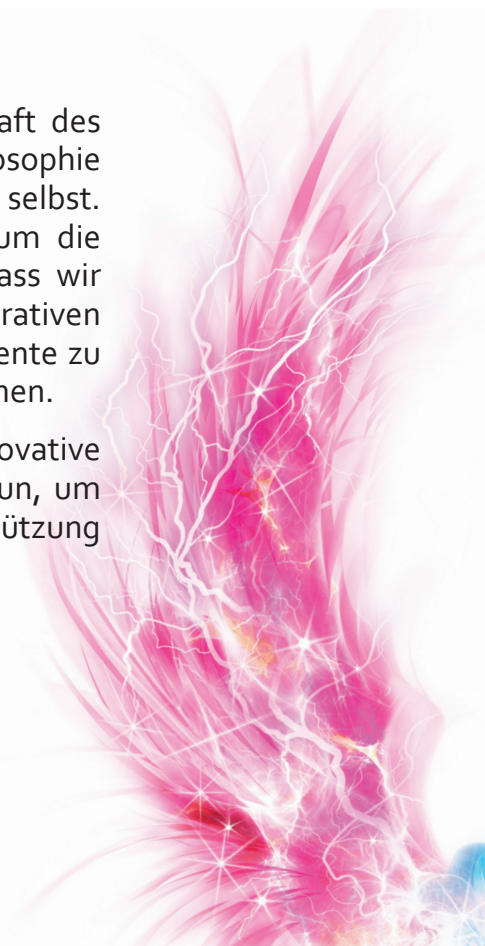 aft des
osophie
selbst.
um die
ass wir
rativen
ente zu
nen.
ovative
un, um
ützung